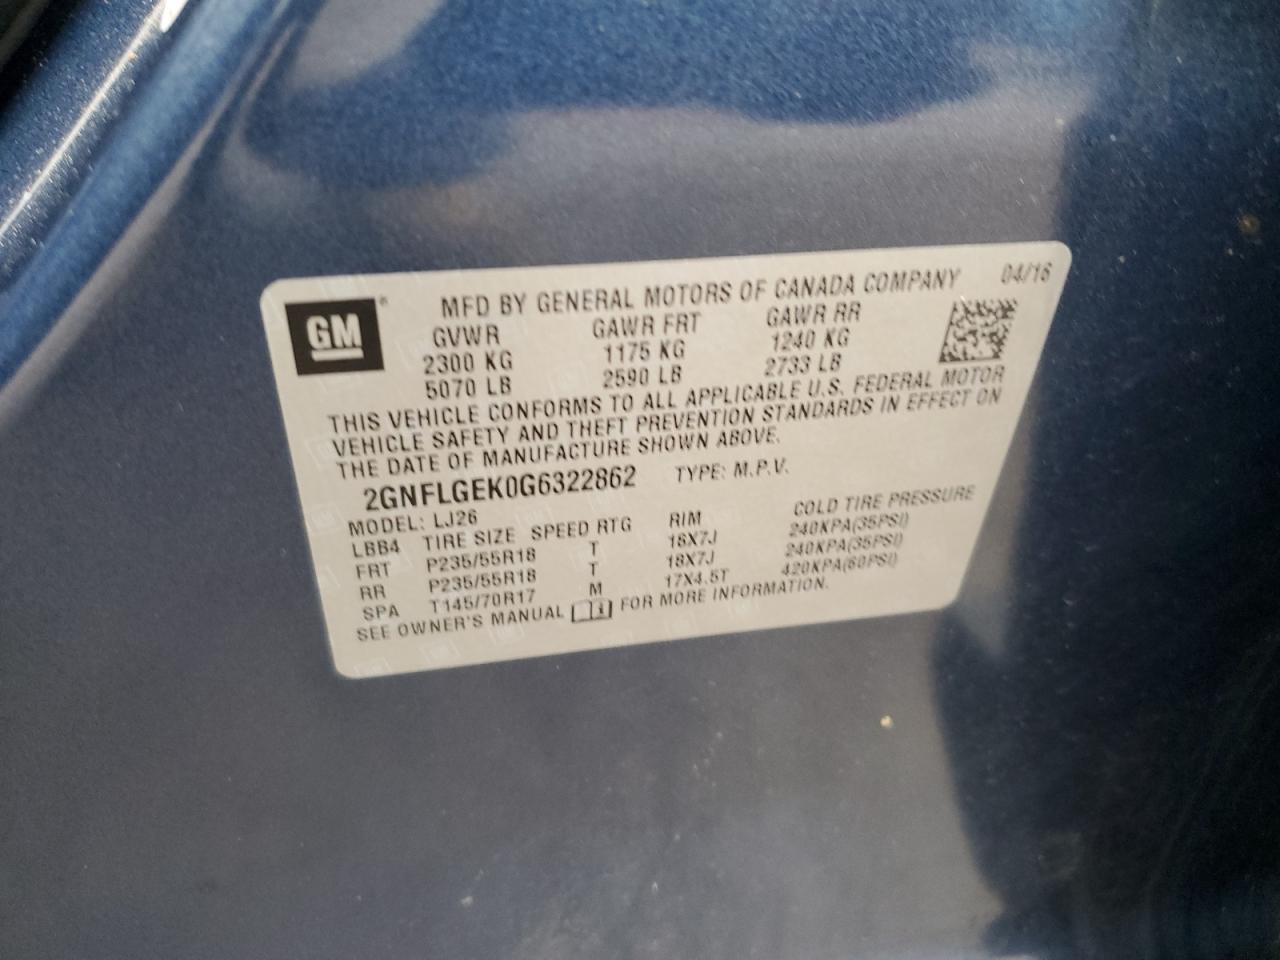 GM ®
MFD BY GENERAL MOTORS OF CANADA COMPANY 04/16
GVWR GAWR FRT GAWR RR
2300 KG 1175 KG 1240 KG
5070 LB 2590 LB 2733 LB
THIS VEHICLE CONFORMS TO ALL APPLICABLE U.S. FEDERAL MOTOR
VEHICLE SAFETY AND THEFT PREVENTION STANDARDS IN EFFECT ON
THE DATE OF MANUFACTURE SHOWN ABOVE.
2GNFLGEK0G6322862 TYPE: M.P.V.
MODEL: LJ26
LBB4 TIRE SIZE SPEED RTG RIM COLD TIRE PRESSURE
FRT P235/55R18 T 18X7J 240KPA(35PSI)
RR P235/55R18 T 18X7J 240KPA(35PSI)
SPA T145/70R17 M 17X4.5T 420KPA(60PSI)
SEE OWNER'S MANUAL FOR MORE INFORMATION.